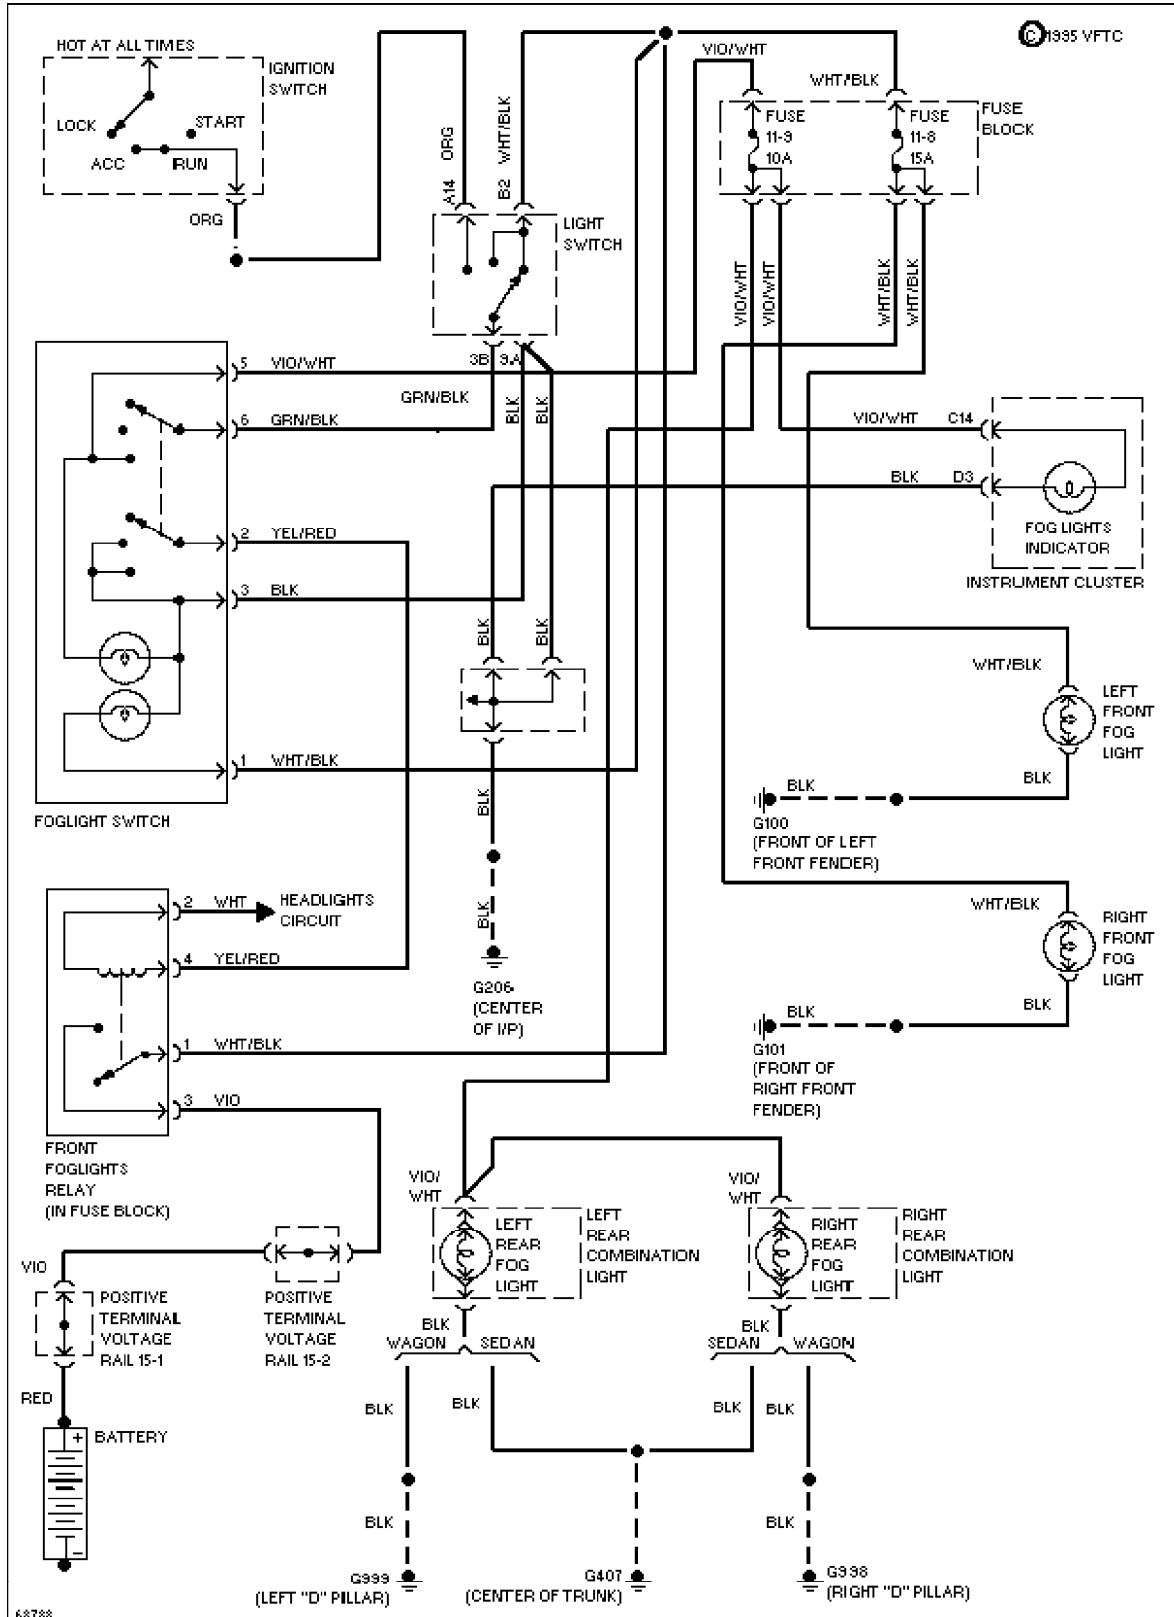 HOT AT ALL TIMES
IGNITION
SWITCH
LOCK
START
ACC
RUN
ORG
ORG
A14
WHT/BLK
B2
LIGHT
SWITCH
3B
9A
VIO/WHT
WHT/BLK
© 1995 VFTC
FUSE
11-9
10A
FUSE
11-8
15A
FUSE
BLOCK
VIO/WHT
VIO/WHT
WHT/BLK
WHT/BLK
5
VIO/WHT
GRN/BLK
6
GRN/BLK
BLK
BLK
VIO/WHT
C14
BLK
D3
FOG LIGHTS
INDICATOR
INSTRUMENT CLUSTER
2
YEL/RED
3
BLK
BLK
BLK
1
WHT/BLK
FOGLIGHT SWITCH
WHT/BLK
LEFT
FRONT
FOG
LIGHT
BLK
BLK
G100
(FRONT OF LEFT
FRONT FENDER)
BLK
BLK
G206
(CENTER
OF I/P)
2
WHT
HEADLIGHTS
CIRCUIT
4
YEL/RED
1
WHT/BLK
3
VIO
FRONT
FOGLIGHTS
RELAY
(IN FUSE BLOCK)
WHT/BLK
RIGHT
FRONT
FOG
LIGHT
BLK
BLK
G101
(FRONT OF
RIGHT FRONT
FENDER)
VIO
POSITIVE
TERMINAL
VOLTAGE
RAIL 15-1
POSITIVE
TERMINAL
VOLTAGE
RAIL 15-2
RED
+
BATTERY
-
VIO/
WHT
LEFT
REAR
FOG
LIGHT
LEFT
REAR
COMBINATION
LIGHT
VIO/
WHT
RIGHT
REAR
FOG
LIGHT
RIGHT
REAR
COMBINATION
LIGHT
BLK
WAGON
SEDAN
BLK
SEDAN
WAGON
BLK
BLK
BLK
BLK
BLK
BLK
G999
(LEFT "D" PILLAR)
G407
(CENTER OF TRUNK)
G998
(RIGHT "D" PILLAR)
68788